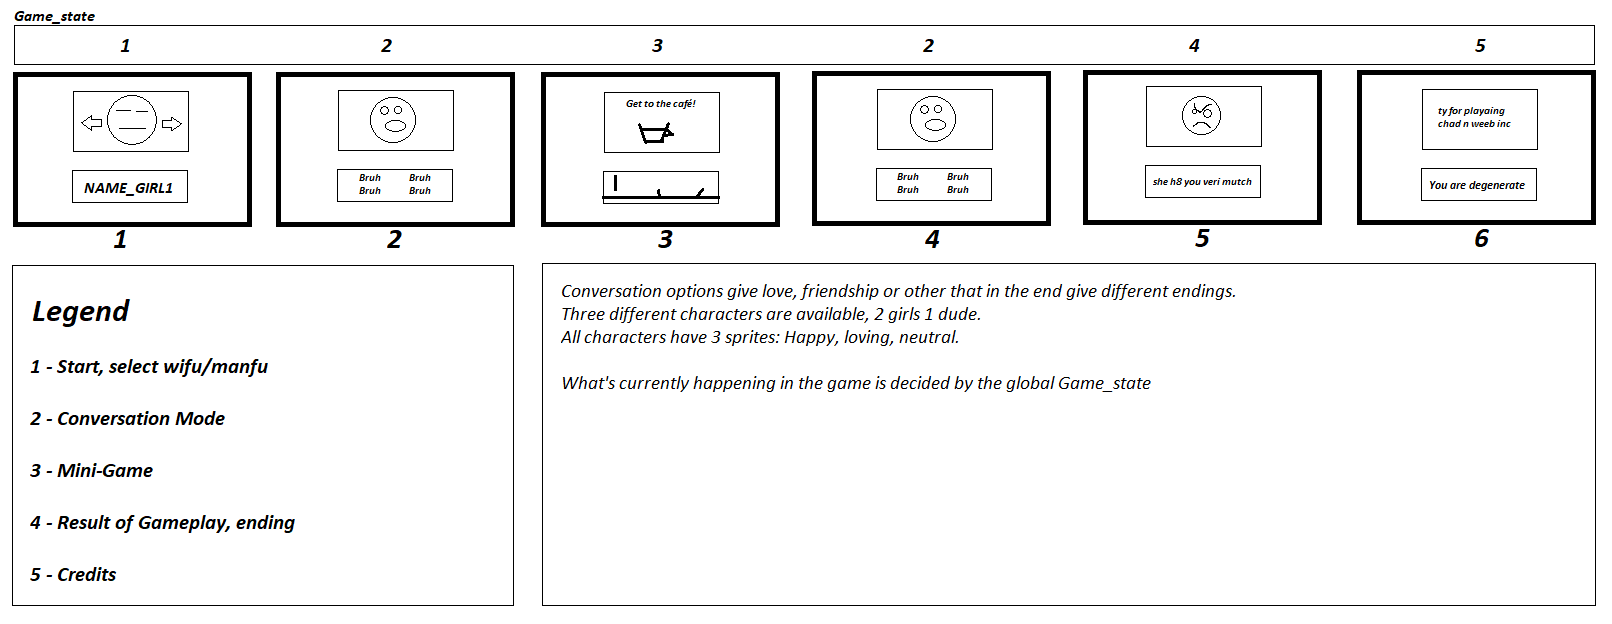 Game_state
1 2 3 2 4 5
NAME_GIRL1
1
Bruh Bruh
Bruh Bruh
2
Get to the café!
3
Bruh Bruh
Bruh Bruh
4
she h8 you veri mutch
5
ty for playaing
chad n weeb inc
You are degenerate
6
Legend
1 - Start, select wifu/manfu
2 - Conversation Mode
3 - Mini-Game
4 - Result of Gameplay, ending
5 - Credits
Conversation options give love, friendship or other that in the end give different endings.
Three different characters are available, 2 girls 1 dude.
All characters have 3 sprites: Happy, loving, neutral.
What's currently happening in the game is decided by the global Game_state